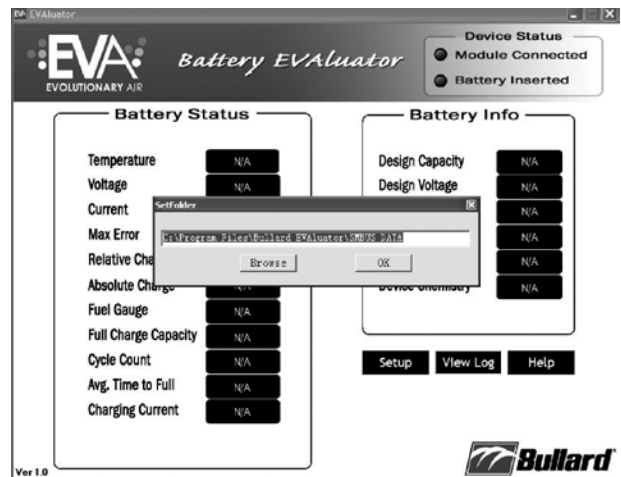 EVAluator
EVA
EVOLUTIONARY AIR
Battery EVAluator
Device Status
Module Connected
Battery Inserted
Battery Status
Temperature N/A
Voltage N/A
Current
Max Error
Relative Cha
Absolute Charge N/A
Fuel Gauge N/A
Full Charge Capacity N/A
Cycle Count N/A
Avg. Time to Full N/A
Charging Current N/A
Battery Info
Design Capacity N/A
Design Voltage N/A
N/A
N/A
N/A
Device Chemistry N/A
SetFolder
C:\Program Files\Bullard EVAluator\SMBUS DATA
Browse OK
Setup View Log Help
Ver 1.0
Bullard